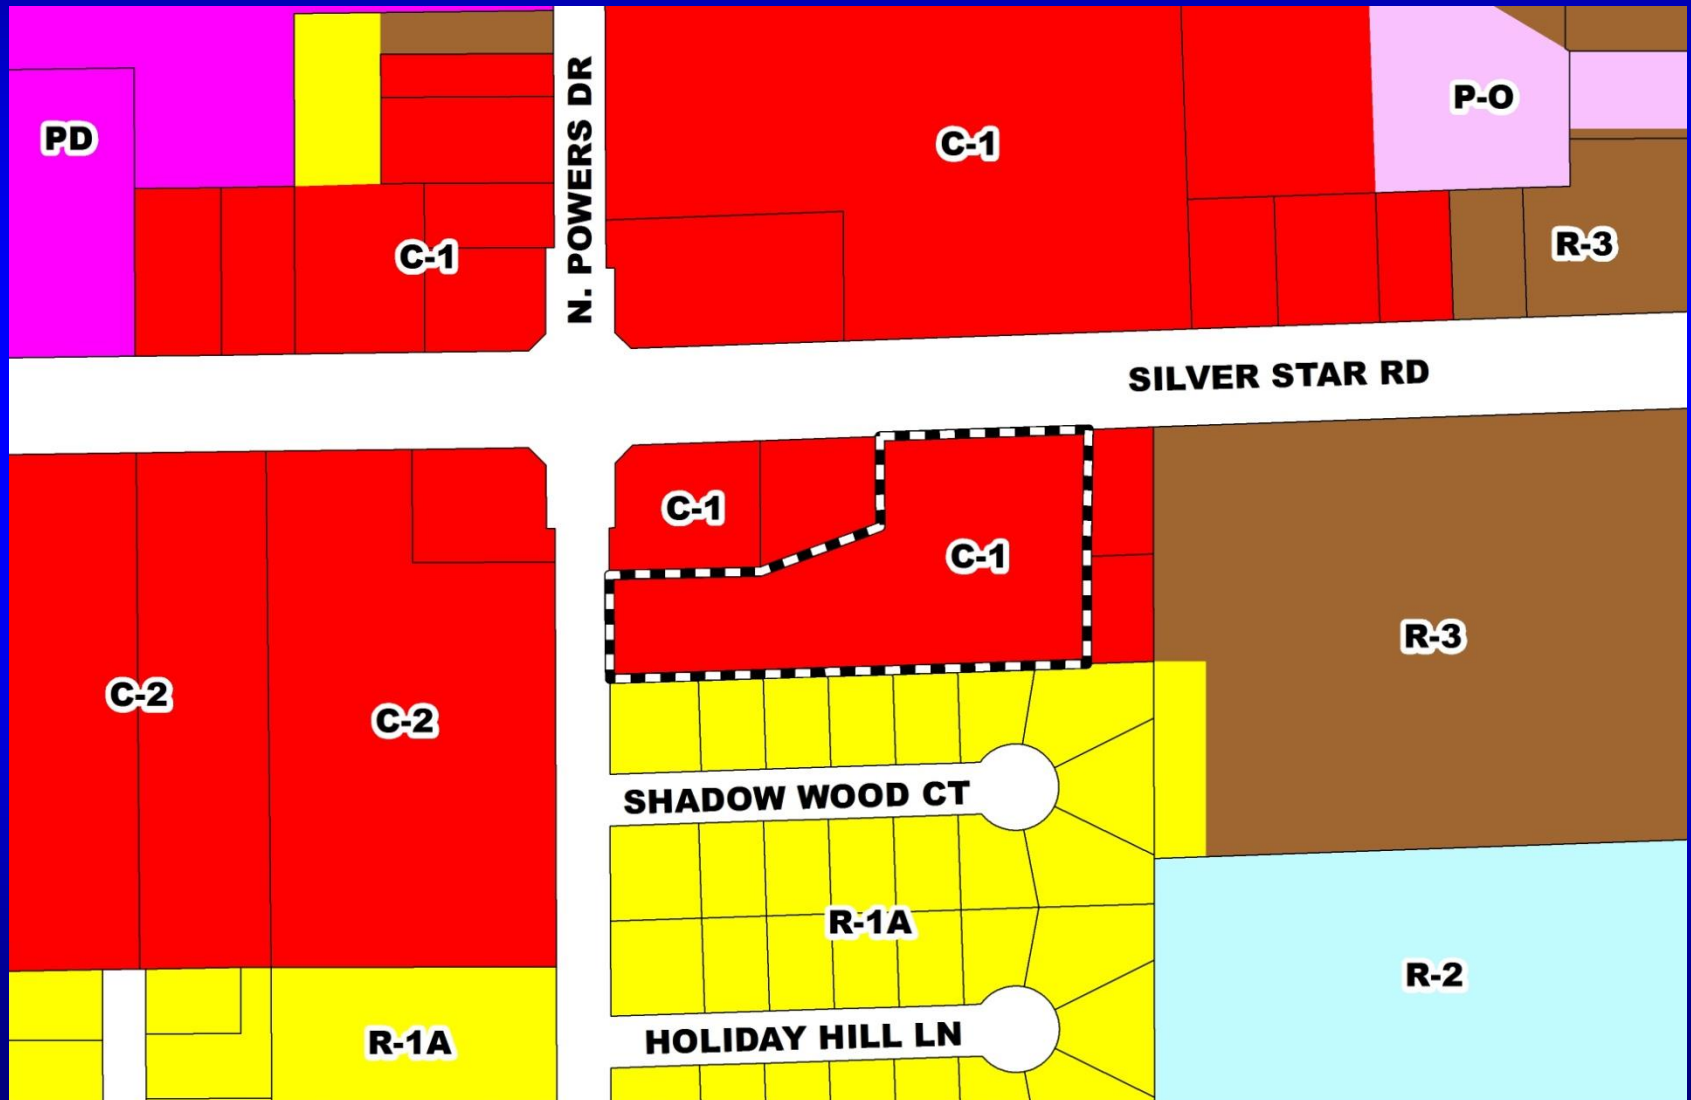 PD
C-1
N. POWERS DR
C-1
P-O
R-3
SILVER STAR RD
C-1
C-1
C-2
C-2
R-3
SHADOW WOOD CT
R-1A
R-2
HOLIDAY HILL LN
R-1A